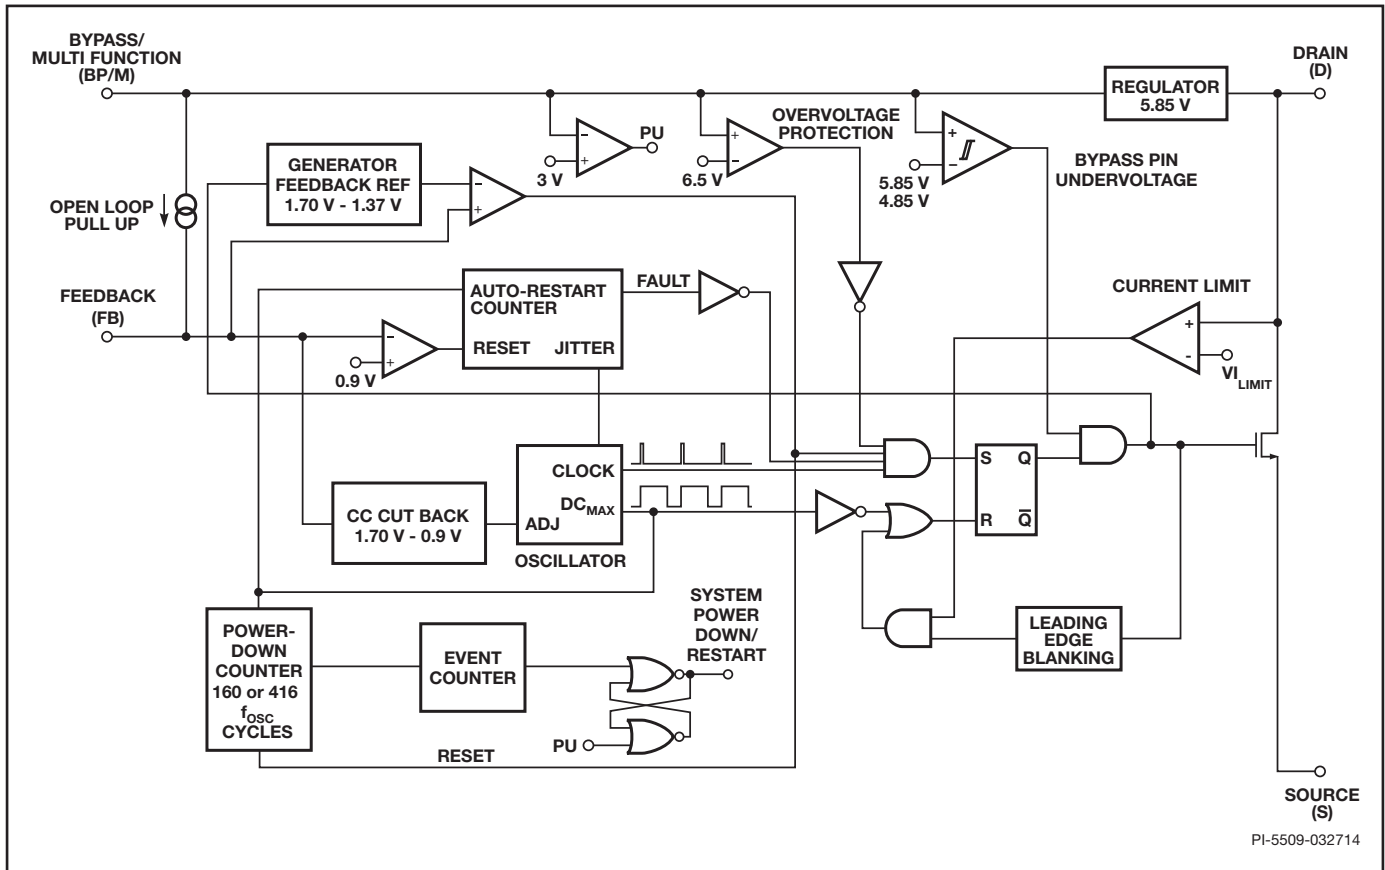 BYPASS/
MULTI FUNCTION
(BP/M)
DRAIN
(D)
REGULATOR
5.85 V
OVERVOLTAGE
PROTECTION
PU
-
+
3 V
+
-
6.5 V
+
-
5.85 V
4.85 V
BYPASS PIN
UNDERVOLTAGE
GENERATOR
FEEDBACK REF
1.70 V - 1.37 V
-
+
OPEN LOOP
PULL UP
FEEDBACK
(FB)
AUTO-RESTART
COUNTER
RESET JITTER
FAULT
-
+
0.9 V
CURRENT LIMIT
+
-
VI LIMIT
CLOCK
DC MAX
ADJ
OSCILLATOR
CC CUT BACK
1.70 V - 0.9 V
S Q
R Q̅
POWER-
DOWN
COUNTER
160 or 416
fOSC
CYCLES
EVENT
COUNTER
SYSTEM
POWER
DOWN/
RESTART
PU
RESET
LEADING
EDGE
BLANKING
SOURCE
(S)
PI-5509-032714